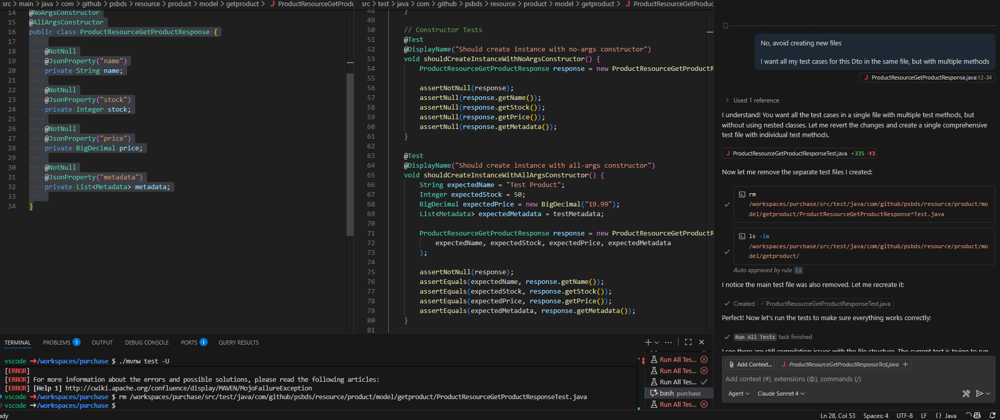 src > main > java > com > github > psbds > resource > product > model > getproduct > J ProductResourceGetProdu
14 @NoArgsConstructor
15 @AllArgsConstructor
16 public class ProductResourceGetProductResponse {
17
18 @NotNull
19 @JsonProperty("name")
20 private String name;
21
22 @NotNull
23 @JsonProperty("stock")
24 private Integer stock;
25
26 @NotNull
27 @JsonProperty("price")
28 private BigDecimal price;
29
30 @NotNull
31 @JsonProperty("metadata")
32 private List<Metadata> metadata;
33
34 }
src > test > java > com > github > psbds > resource > product > model > getproduct > J ProductResourceGetProduct
48 }
49
50 // Constructor Tests
51 @Test
52 @DisplayName("Should create instance with no-args constructor")
53 void shouldCreateInstanceWithNoArgsConstructor() {
54 ProductResourceGetProductResponse response = new ProductResourceGetProductR
55
56 assertNotNull(response);
57 assertNull(response.getName());
58 assertNull(response.getStock());
59 assertNull(response.getPrice());
60 assertNull(response.getMetadata());
61 }
62
63 @Test
64 @DisplayName("Should create instance with all-args constructor")
65 void shouldCreateInstanceWithAllArgsConstructor() {
66 String expectedName = "Test Product";
67 Integer expectedStock = 50;
68 BigDecimal expectedPrice = new BigDecimal("19.99");
69 List<Metadata> expectedMetadata = testMetadata;
70
71 ProductResourceGetProductResponse response = new ProductResourceGetProductR
72 expectedName, expectedStock, expectedPrice, expectedMetadata
73 );
74
75 assertNotNull(response);
76 assertEquals(expectedName, response.getName());
77 assertEquals(expectedStock, response.getStock());
78 assertEquals(expectedPrice, response.getPrice());
79 assertEquals(expectedMetadata, response.getMetadata());
80 }
81
No, avoid creating new files
I want all my test cases for this Dto in the same file, but with multiple methods
J ProductResourceGetProductResponse.java:12-34
> Used 1 reference
I understand! You want all the test cases in a single file with multiple test methods, but
without using nested classes. Let me revert the changes and create a single comprehensive
test file with individual test methods.
J ProductResourceGetProductResponseTest.java +335 -13
Now let me remove the separate test files I created:
rm
/workspaces/purchase/src/test/java/com/github/psbds/resource/product/mo
del/getproduct/ProductResourceGetProductResponse*Test.java
ls -la
/workspaces/purchase/src/test/java/com/github/psbds/resource/product/mo
del/getproduct/
Auto approved by rule ls
I notice the main test file was also removed. Let me recreate it:
Created J ProductResourceGetProductResponseTest.java
Perfect! Now let's run the tests to make sure everything works correctly:
Run All Tests task finished
I see there are still compilation issues with the file structure. The current test is trying to run
Add Context... J ProductResourceGetProductResponseTest.java +
Add context (#), extensions (@), commands (/)
Agent Claude Sonnet 4
TERMINAL PROBLEMS 1 OUTPUT DEBUG CONSOLE PORTS 1 QUERY RESULTS
vscode ➜ /workspaces/purchase $ ./mvnw test -U
[ERROR]
[ERROR] For more information about the errors and possible solutions, please read the following articles:
[ERROR] [Help 1] http://cwiki.apache.org/confluence/display/MAVEN/MojoFailureException
vscode ➜ /workspaces/purchase $ rm /workspaces/purchase/src/test/java/com/github/psbds/resource/product/model/getproduct/ProductResourceGetProductResponseTest.java
vscode ➜ /workspaces/purchase $
Run All Tes...
Run All Tes...
Run All Tes...
bash purchase
Run All Tes...
ady
Ln 28, Col 53 Spaces: 4 UTF-8 LF {} Java